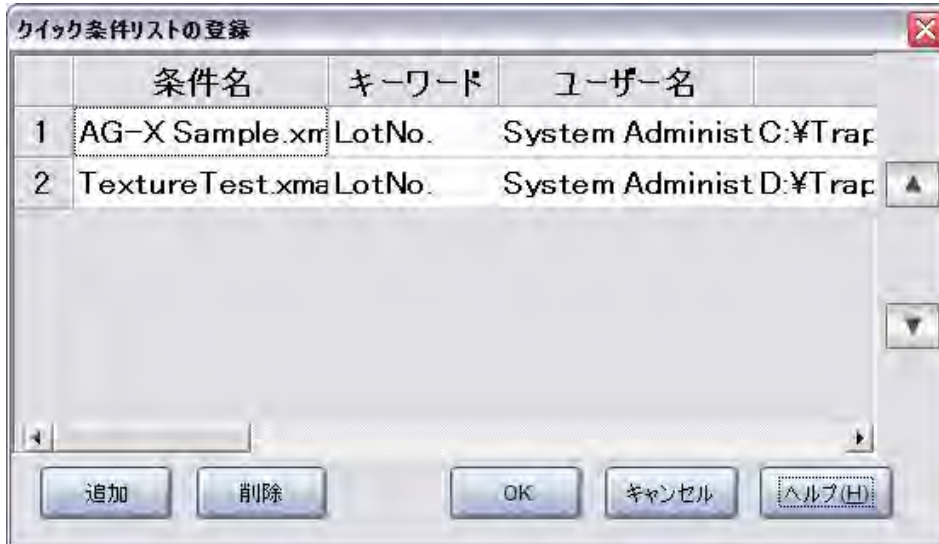 クイック条件リストの登録
条件名 キーワード ユーザー名
1 AG-X Sample.xm LotNo. System Administ C:¥Trap
2 TextureTest.xma LotNo. System Administ D:¥Trap
追加 削除 OK キャンセル ヘルプ(H)